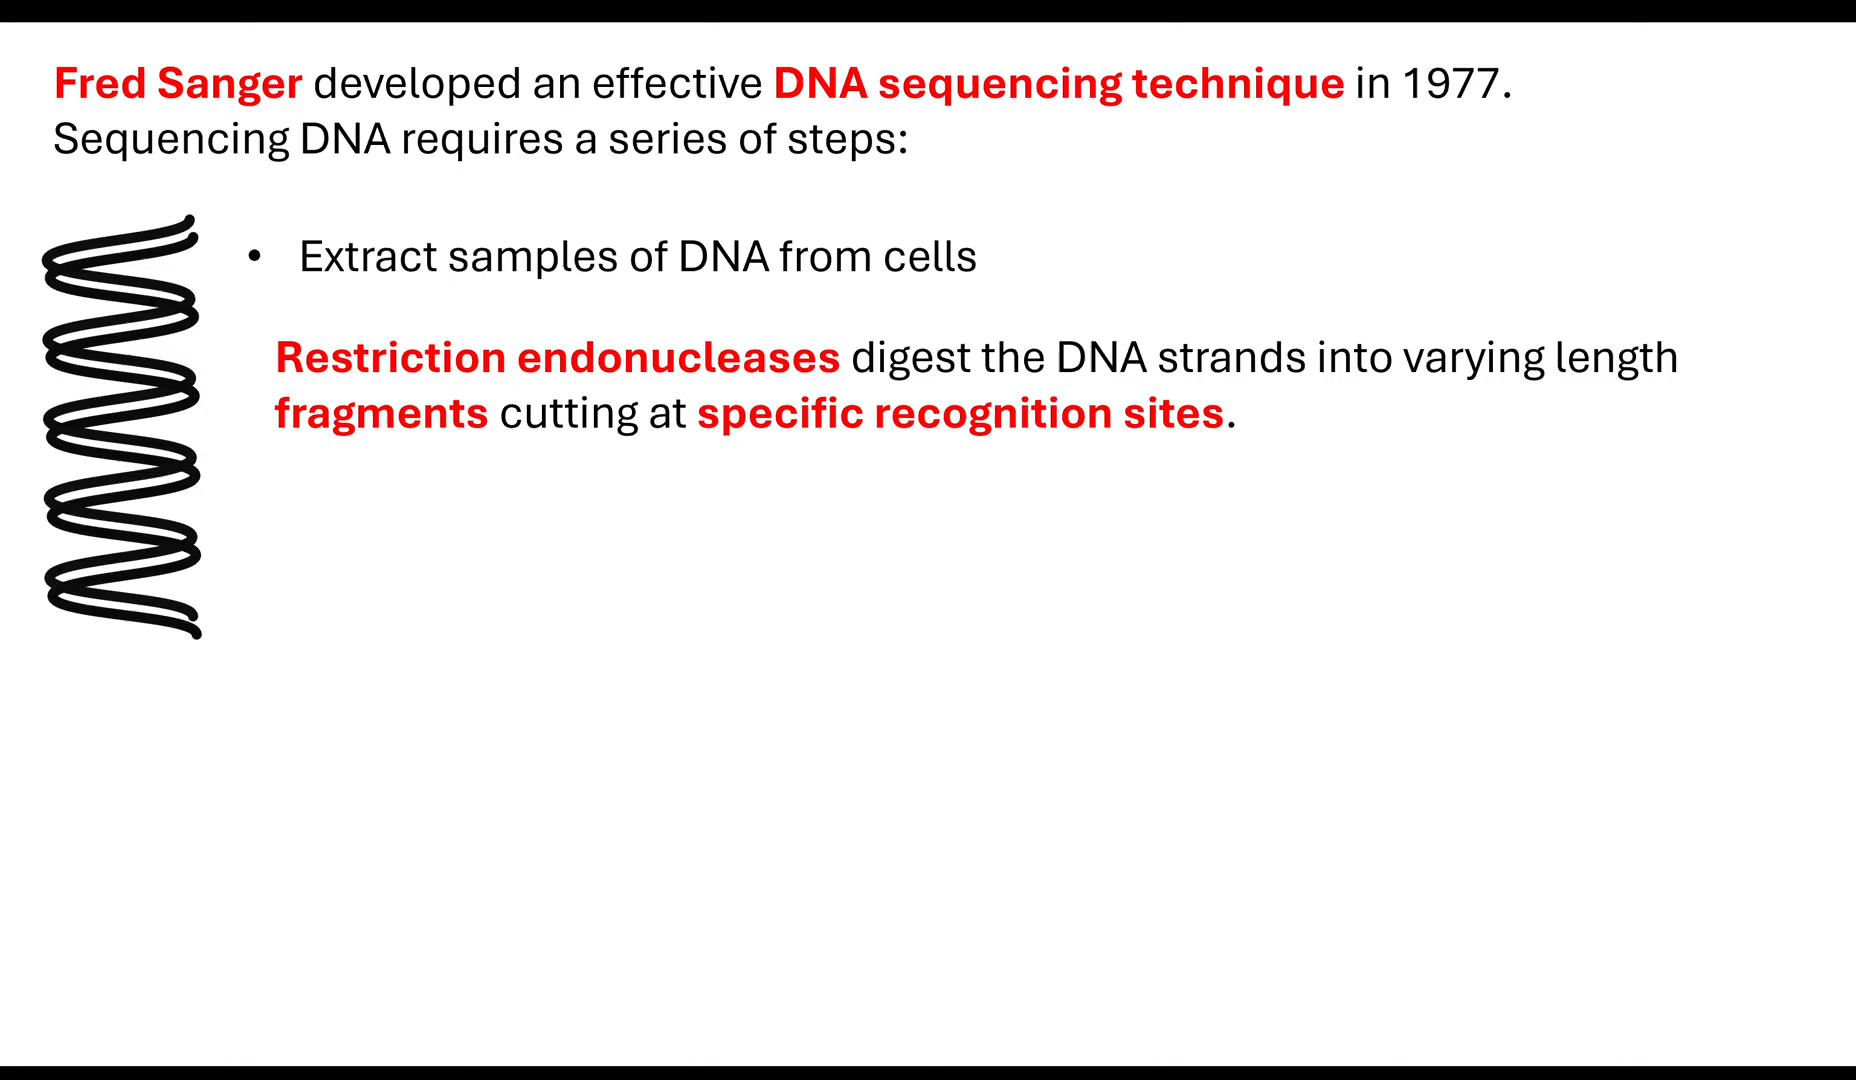 Fred Sanger developed an effective DNA sequencing technique in 1977.
Sequencing DNA requires a series of steps:
• Extract samples of DNA from cells
Restriction endonucleases digest the DNA strands into varying length
fragments cutting at specific recognition sites.